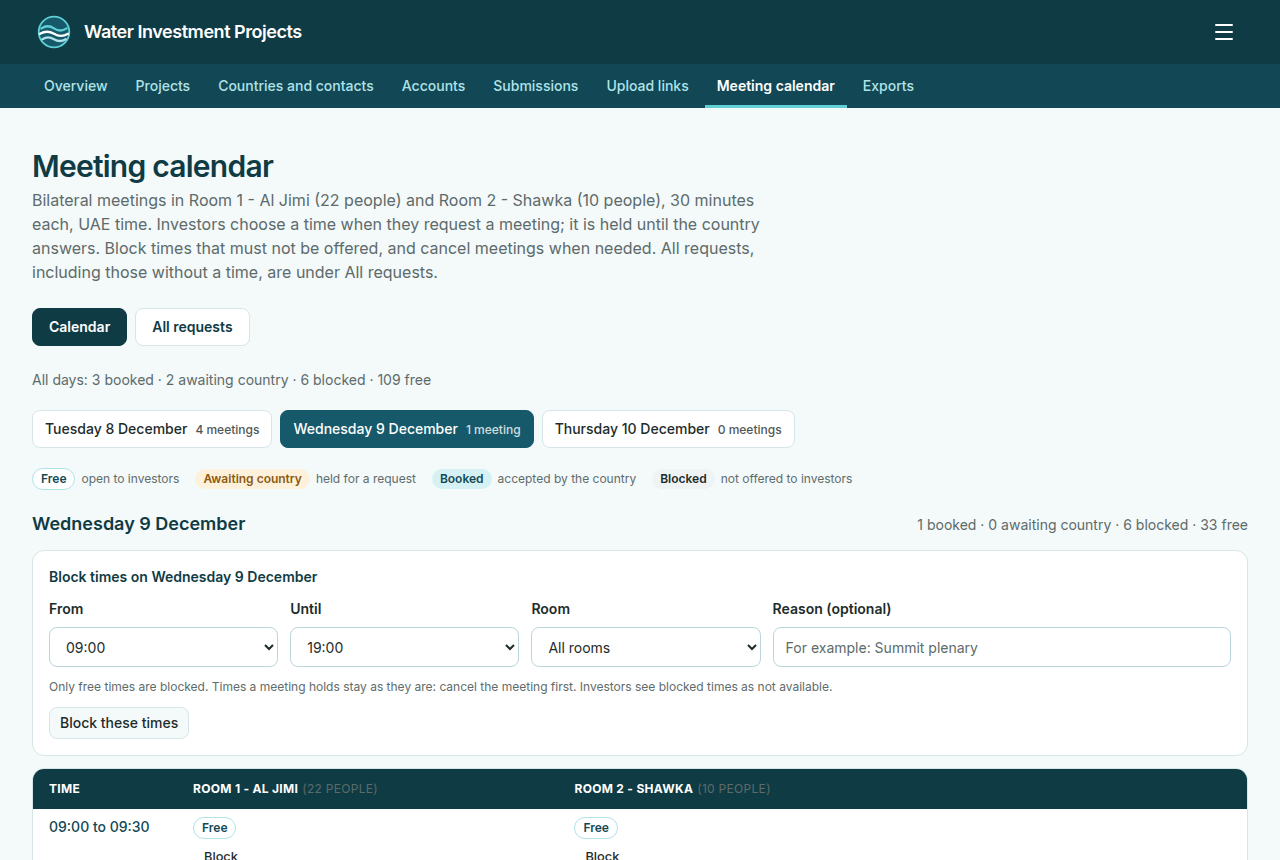 Water Investment Projects
Overview Projects Countries and contacts Accounts Submissions Upload links Meeting calendar Exports
Meeting calendar
Bilateral meetings in Room 1 - Al Jimi (22 people) and Room 2 - Shawka (10 people), 30 minutes
each, UAE time. Investors choose a time when they request a meeting; it is held until the country
answers. Block times that must not be offered, and cancel meetings when needed. All requests,
including those without a time, are under All requests.
Calendar All requests
All days: 3 booked · 2 awaiting country · 6 blocked · 109 free
Tuesday 8 December 4 meetings Wednesday 9 December 1 meeting Thursday 10 December 0 meetings
Free open to investors Awaiting country held for a request Booked accepted by the country Blocked not offered to investors
Wednesday 9 December 1 booked · 0 awaiting country · 6 blocked · 33 free
Block times on Wednesday 9 December
From Until Room Reason (optional)
09:00 19:00 All rooms For example: Summit plenary
Only free times are blocked. Times a meeting holds stay as they are: cancel the meeting first. Investors see blocked times as not available.
Block these times
TIME ROOM 1 - AL JIMI (22 PEOPLE) ROOM 2 - SHAWKA (10 PEOPLE)
09:00 to 09:30 Free Free
Block Block